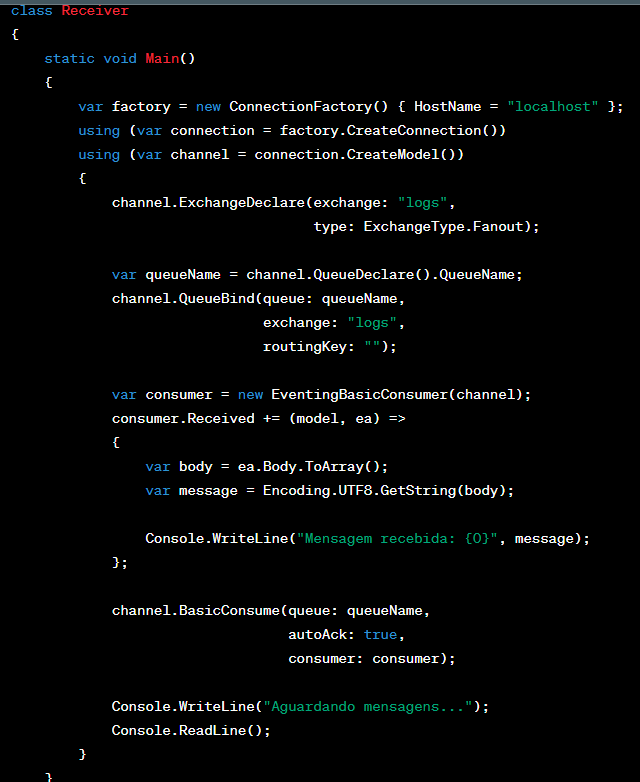 class Receiver
{
    static void Main()
    {
        var factory = new ConnectionFactory() { HostName = "localhost" };
        using (var connection = factory.CreateConnection())
        using (var channel = connection.CreateModel())
        {
            channel.ExchangeDeclare(exchange: "logs",
                                    type: ExchangeType.Fanout);

            var queueName = channel.QueueDeclare().QueueName;
            channel.QueueBind(queue: queueName,
                              exchange: "logs",
                              routingKey: "");

            var consumer = new EventingBasicConsumer(channel);
            consumer.Received += (model, ea) =>
            {
                var body = ea.Body.ToArray();
                var message = Encoding.UTF8.GetString(body);

                Console.WriteLine("Mensagem recebida: {0}", message);
            };

            channel.BasicConsume(queue: queueName,
                                 autoAck: true,
                                 consumer: consumer);

            Console.WriteLine("Aguardando mensagens...");
            Console.ReadLine();
        }
    }